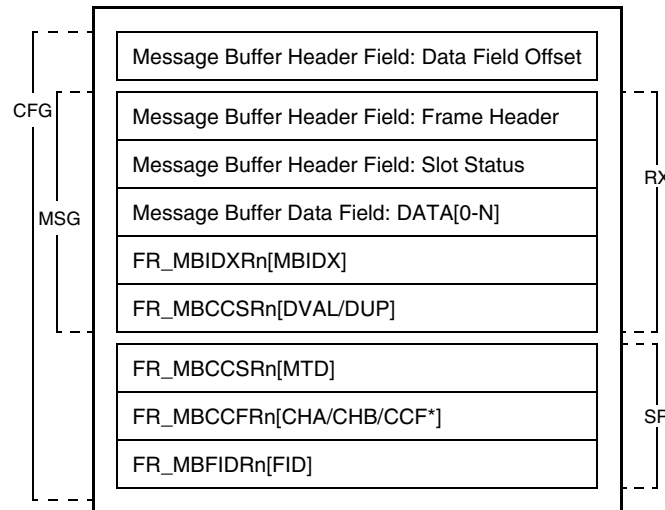 Message Buffer Header Field: Data Field Offset
CFG
Message Buffer Header Field: Frame Header
Message Buffer Header Field: Slot Status
RX
MSG
Message Buffer Data Field: DATA[0-N]
FR_MBIDXRn[MBIDX]
FR_MBCCSRn[DVAL/DUP]
FR_MBCCSRn[MTD]
FR_MBCCFRn[CHA/CHB/CCF*]
SR
FR_MBFIDRn[FID]